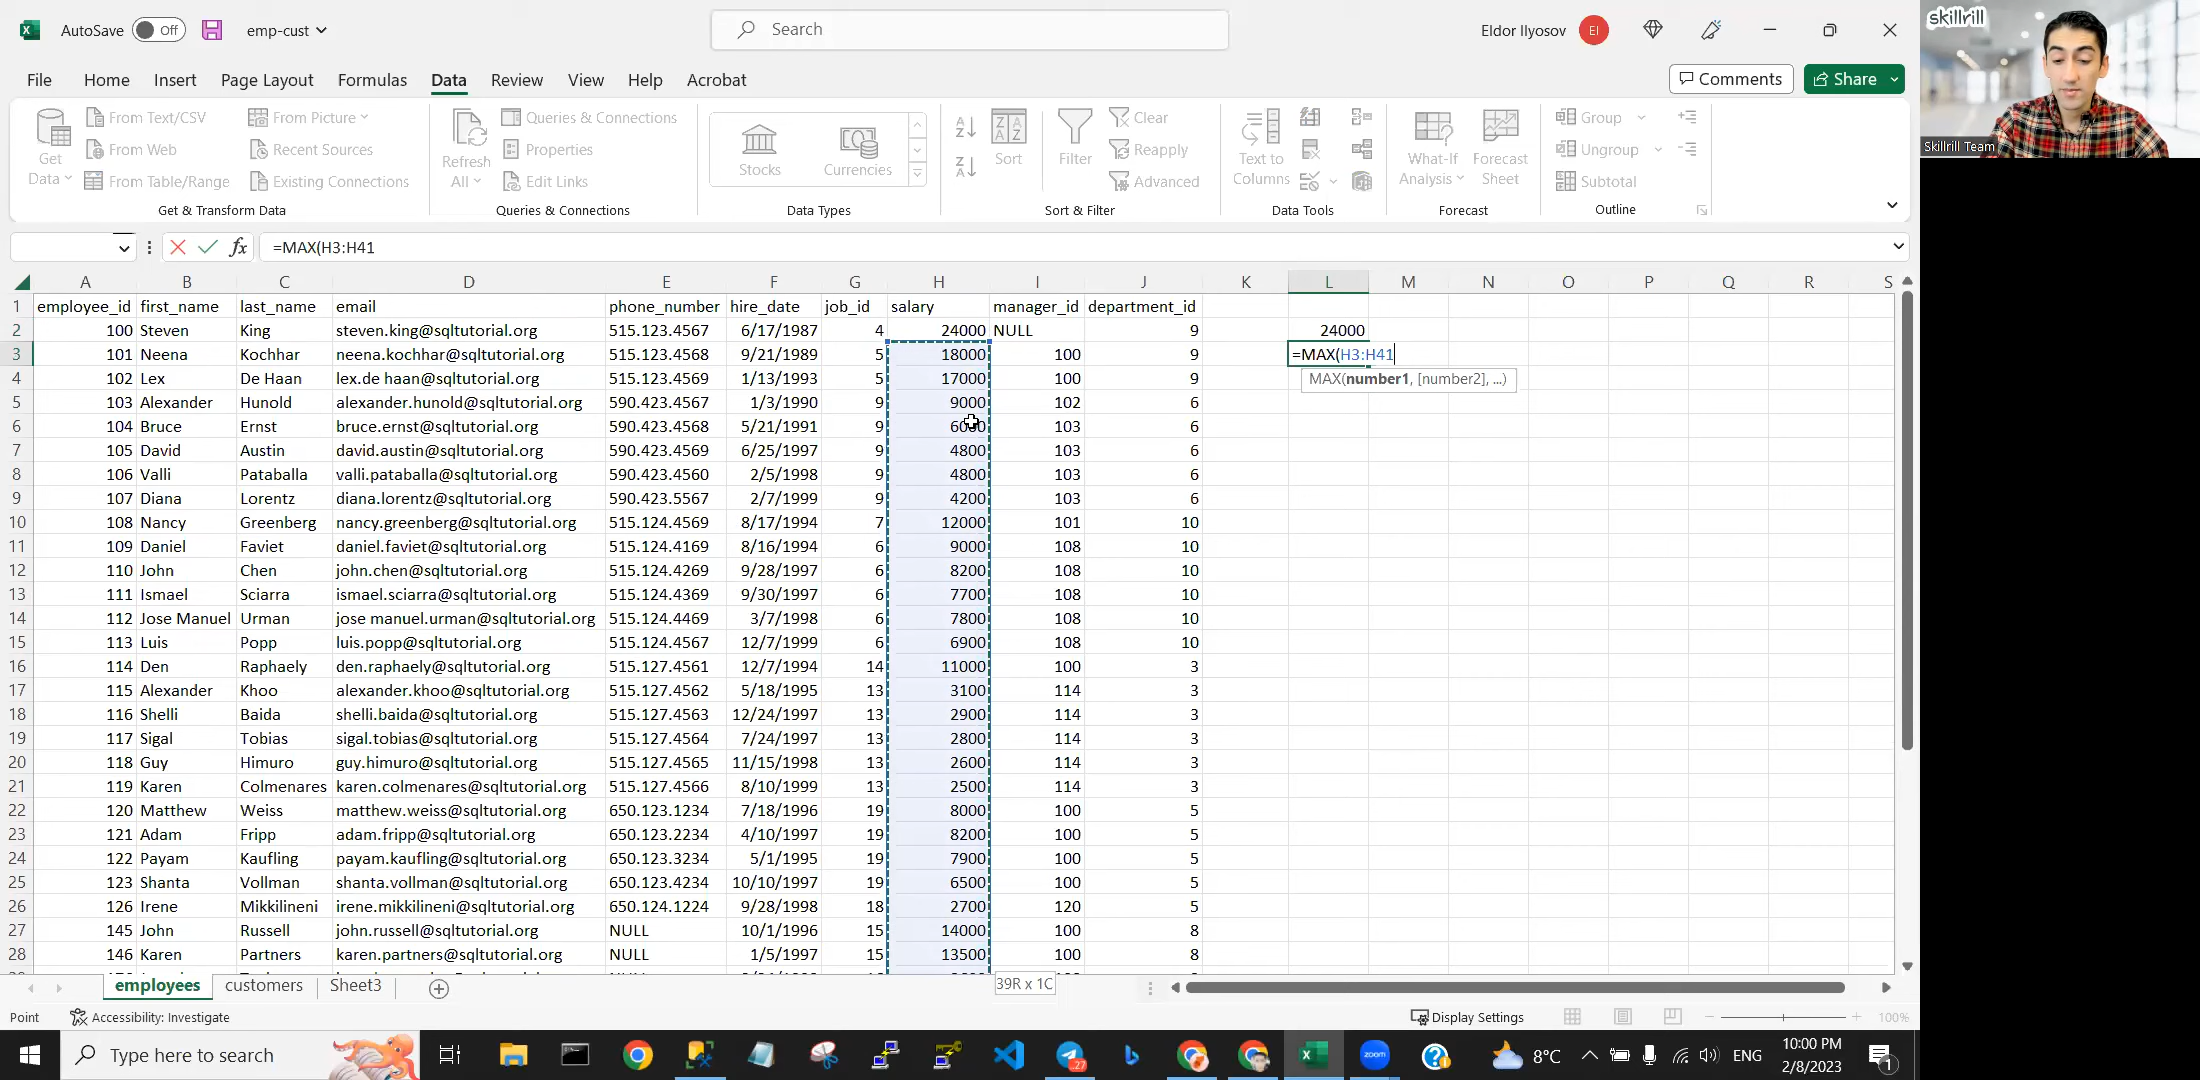 AutoSave Off emp-cust Search Eldor Ilyosov EI
skillrill
File Home Insert Page Layout Formulas Data Review View Help Acrobat Comments Share
Get Data From Text/CSV From Web From Table/Range From Picture Recent Sources Existing Connections
Get & Transform Data
Refresh All Queries & Connections Properties Edit Links
Queries & Connections
Stocks Currencies
Data Types
Sort Filter Clear Reapply Advanced
Sort & Filter
Text to Columns
Data Tools
What-If Analysis Forecast Sheet
Forecast
Group Ungroup Subtotal
Outline
Skillrill Team
fx =MAX(H3:H41
A B C D E F G H I J K L M N O P Q R S
1 employee_id first_name last_name email phone_number hire_date job_id salary manager_id department_id
2 100 Steven King steven.king@sqltutorial.org 515.123.4567 6/17/1987 4 24000 NULL 9 24000
3 101 Neena Kochhar neena.kochhar@sqltutorial.org 515.123.4568 9/21/1989 5 18000 100 9 =MAX(H3:H41
4 102 Lex De Haan lex.de haan@sqltutorial.org 515.123.4569 1/13/1993 5 17000 100 9 MAX(number1, [number2], ...)
5 103 Alexander Hunold alexander.hunold@sqltutorial.org 590.423.4567 1/3/1990 9 9000 102 6
6 104 Bruce Ernst bruce.ernst@sqltutorial.org 590.423.4568 5/21/1991 9 6000 103 6
7 105 David Austin david.austin@sqltutorial.org 590.423.4569 6/25/1997 9 4800 103 6
8 106 Valli Pataballa valli.pataballa@sqltutorial.org 590.423.4560 2/5/1998 9 4800 103 6
9 107 Diana Lorentz diana.lorentz@sqltutorial.org 590.423.5567 2/7/1999 9 4200 103 6
10 108 Nancy Greenberg nancy.greenberg@sqltutorial.org 515.124.4569 8/17/1994 7 12000 101 10
11 109 Daniel Faviet daniel.faviet@sqltutorial.org 515.124.4169 8/16/1994 6 9000 108 10
12 110 John Chen john.chen@sqltutorial.org 515.124.4269 9/28/1997 6 8200 108 10
13 111 Ismael Sciarra ismael.sciarra@sqltutorial.org 515.124.4369 9/30/1997 6 7700 108 10
14 112 Jose Manuel Urman jose manuel.urman@sqltutorial.org 515.124.4469 3/7/1998 6 7800 108 10
15 113 Luis Popp luis.popp@sqltutorial.org 515.124.4567 12/7/1999 6 6900 108 10
16 114 Den Raphaely den.raphaely@sqltutorial.org 515.127.4561 12/7/1994 14 11000 100 3
17 115 Alexander Khoo alexander.khoo@sqltutorial.org 515.127.4562 5/18/1995 13 3100 114 3
18 116 Shelli Baida shelli.baida@sqltutorial.org 515.127.4563 12/24/1997 13 2900 114 3
19 117 Sigal Tobias sigal.tobias@sqltutorial.org 515.127.4564 7/24/1997 13 2800 114 3
20 118 Guy Himuro guy.himuro@sqltutorial.org 515.127.4565 11/15/1998 13 2600 114 3
21 119 Karen Colmenares karen.colmenares@sqltutorial.org 515.127.4566 8/10/1999 13 2500 114 3
22 120 Matthew Weiss matthew.weiss@sqltutorial.org 650.123.1234 7/18/1996 19 8000 100 5
23 121 Adam Fripp adam.fripp@sqltutorial.org 650.123.2234 4/10/1997 19 8200 100 5
24 122 Payam Kaufling payam.kaufling@sqltutorial.org 650.123.3234 5/1/1995 19 7900 100 5
25 123 Shanta Vollman shanta.vollman@sqltutorial.org 650.123.4234 10/10/1997 19 6500 100 5
26 126 Irene Mikkilineni irene.mikkilineni@sqltutorial.org 650.124.1224 9/28/1998 18 2700 120 5
27 145 John Russell john.russell@sqltutorial.org NULL 10/1/1996 15 14000 100 8
28 146 Karen Partners karen.partners@sqltutorial.org NULL 1/5/1997 15 13500 100 8
employees customers Sheet3 39R x 1C
Point Accessibility: Investigate Display Settings 100%
Type here to search zoom 27 8°C ENG 10:00 PM
2/8/2023 1